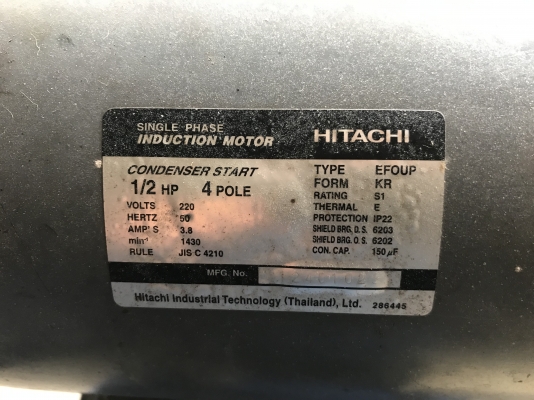 SINGLE PHASE
INDUCTION MOTOR
HITACHI
CONDENSER START
1/2 HP 4 POLE
VOLTS 220
HERTZ 50
AMP'S 3.8
min⁻¹ 1430
RULE JIS C 4210
TYPE EFOUP
FORM KR
RATING S1
THERMAL E
PROTECTION IP22
SHIELD BRG. D. S. 6203
SHIELD BRG. O. S. 6202
CON. CAP. 150 µF
MFG. No.
Hitachi Industrial Technology (Thailand), Ltd. 286445